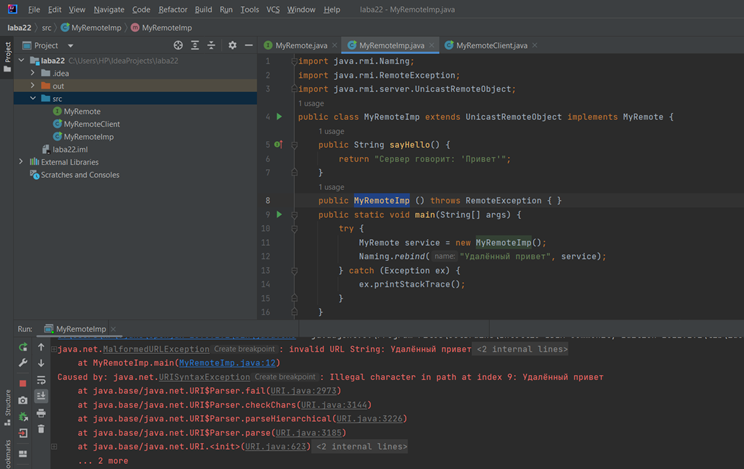 File Edit View Navigate Code Refactor Build Run Tools VCS Window Help laba22 - MyRemoteImp.java
laba22 src MyRemoteImp MyRemoteImp
Project
Project
laba22 C:\Users\HP\IdeaProjects\laba22
.idea
out
src
MyRemote
MyRemoteClient
MyRemoteImp
laba22.iml
External Libraries
Scratches and Consoles
MyRemote.java MyRemoteImp.java MyRemoteClient.java
1 import java.rmi.Naming;
2 import java.rmi.RemoteException;
3 import java.rmi.server.UnicastRemoteObject;
1 usage
4 public class MyRemoteImp extends UnicastRemoteObject implements MyRemote {
1 usage
5 public String sayHello() {
6 return "Сервер говорит: 'Привет'";
7 }
1 usage
8 public MyRemoteImp () throws RemoteException { }
9 public static void main(String[] args) {
10 try {
11 MyRemote service = new MyRemoteImp();
12 Naming.rebind( name: "Удалённый привет", service);
13 } catch (Exception ex) {
14 ex.printStackTrace();
15 }
16 }
Run: MyRemoteImp
java.net.MalformedURLException Create breakpoint : invalid URL String: Удалённый привет <2 internal lines>
at MyRemoteImp.main(MyRemoteImp.java:12)
Caused by: java.net.URISyntaxException Create breakpoint : Illegal character in path at index 9: Удалённый привет
at java.base/java.net.URI$Parser.fail(URI.java:2973)
at java.base/java.net.URI$Parser.checkChars(URI.java:3144)
at java.base/java.net.URI$Parser.parseHierarchical(URI.java:3226)
at java.base/java.net.URI$Parser.parse(URI.java:3185)
at java.base/java.net.URI.<init>(URI.java:623) <2 internal lines>
... 2 more
Structure